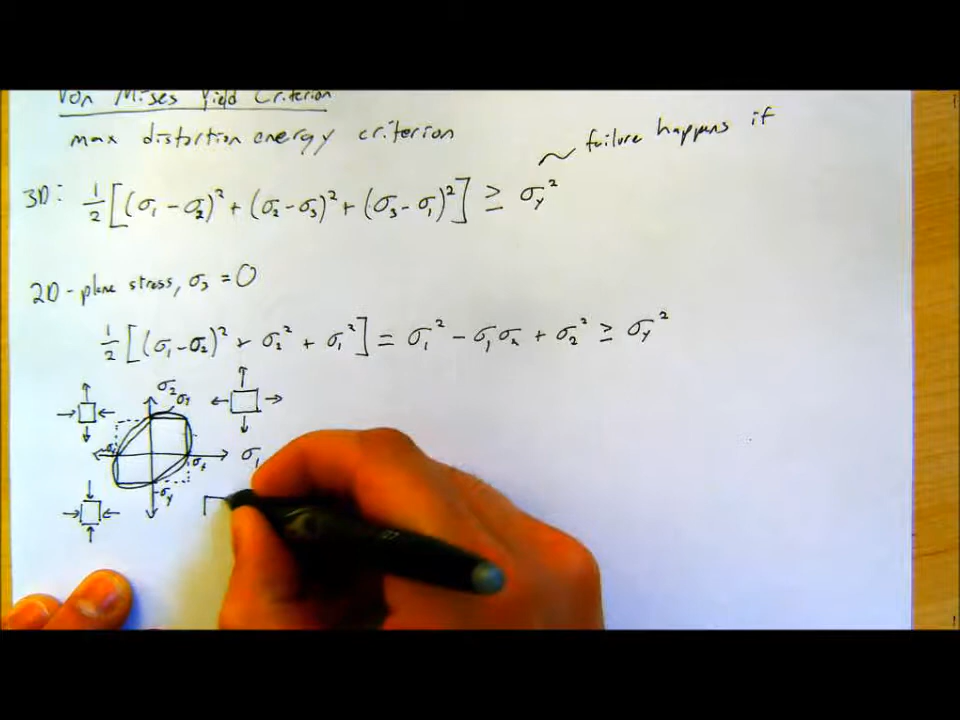 Von Mises Yield Criterion
max distortion energy criterion
~ failure happens if
3D: 1/2 [(σ₁ - σ₂)² + (σ₂ - σ₃)² + (σ₃ - σ₁)²] ≥ σy²
2D - plane stress, σ₃ = 0
1/2 [(σ₁ - σ₂)² + σ₂² + σ₁²] = σ₁² - σ₁σ₂ + σ₂² ≥ σy²
σ₂
σy
σ₁
σy
-σy